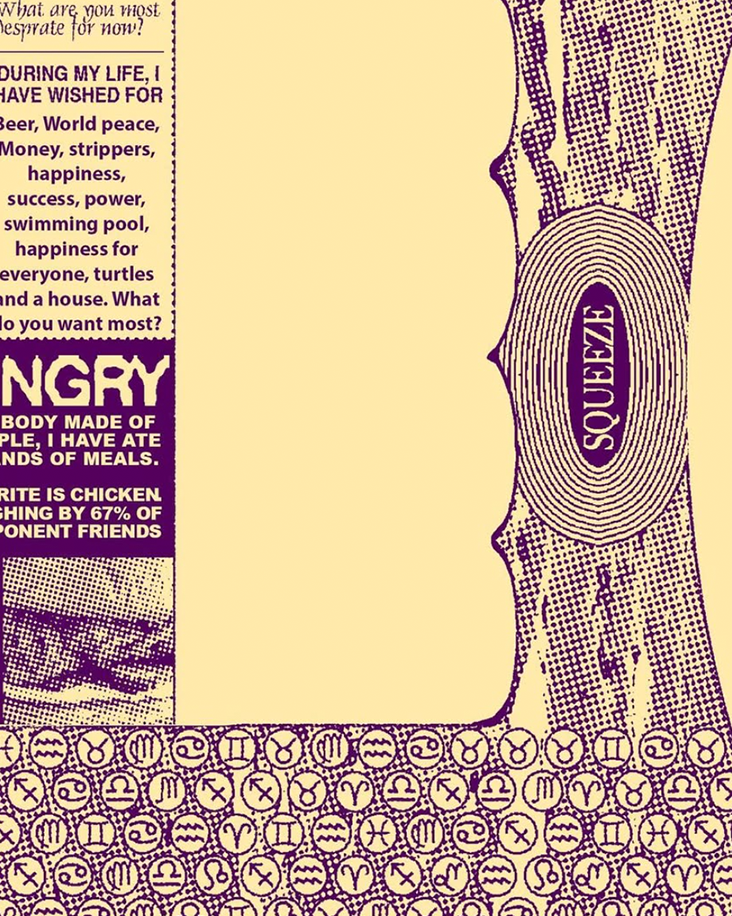 What are you most
esprate for now?
DURING MY LIFE, I
HAVE WISHED FOR
Beer, World peace,
Money, strippers,
happiness,
success, power,
swimming pool,
happiness for
everyone, turtles
and a house. What
do you want most?
NGRY
BODY MADE OF
PLE, I HAVE ATE
NDS OF MEALS.
RITE IS CHICKEN.
GHING BY 67% OF
PONENT FRIENDS
SQUEEZE